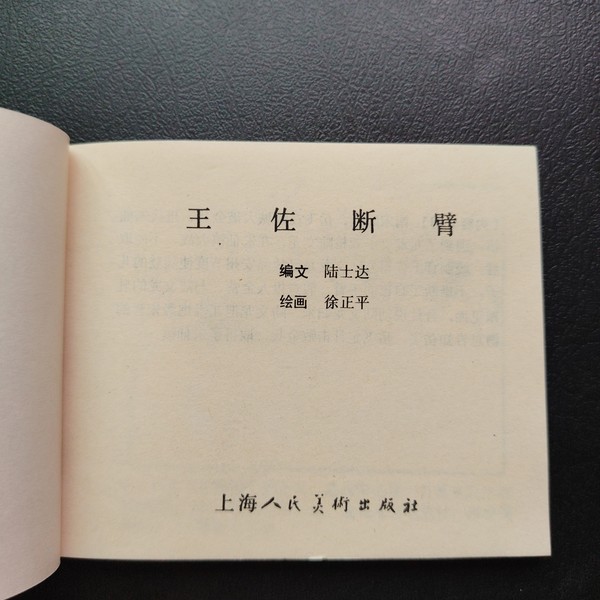 王佐断臂
编文 陆士达
绘画 徐正平
上海人民美術出版社